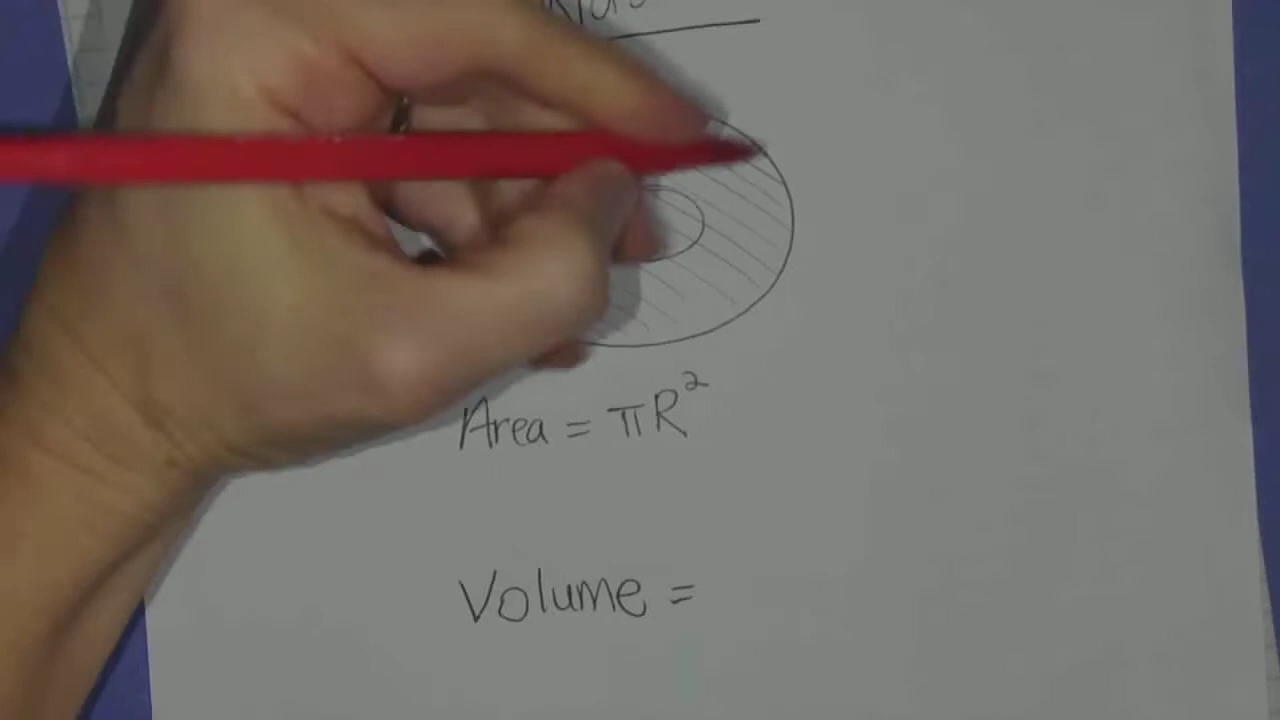 Area = πR²
Volume =